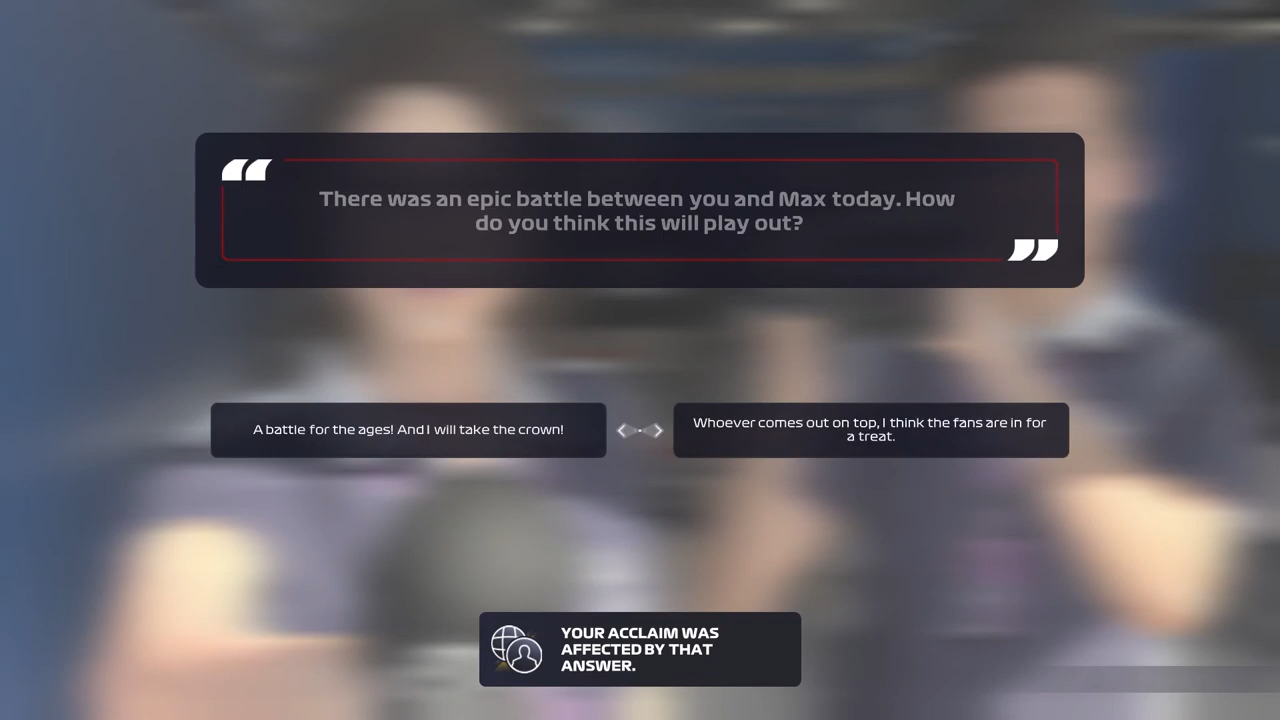 There was an epic battle between you and Max today. How
do you think this will play out?
A battle for the ages! And I will take the crown!
Whoever comes out on top, I think the fans are in for
a treat.
YOUR ACCLAIM WAS
AFFECTED BY THAT
ANSWER.